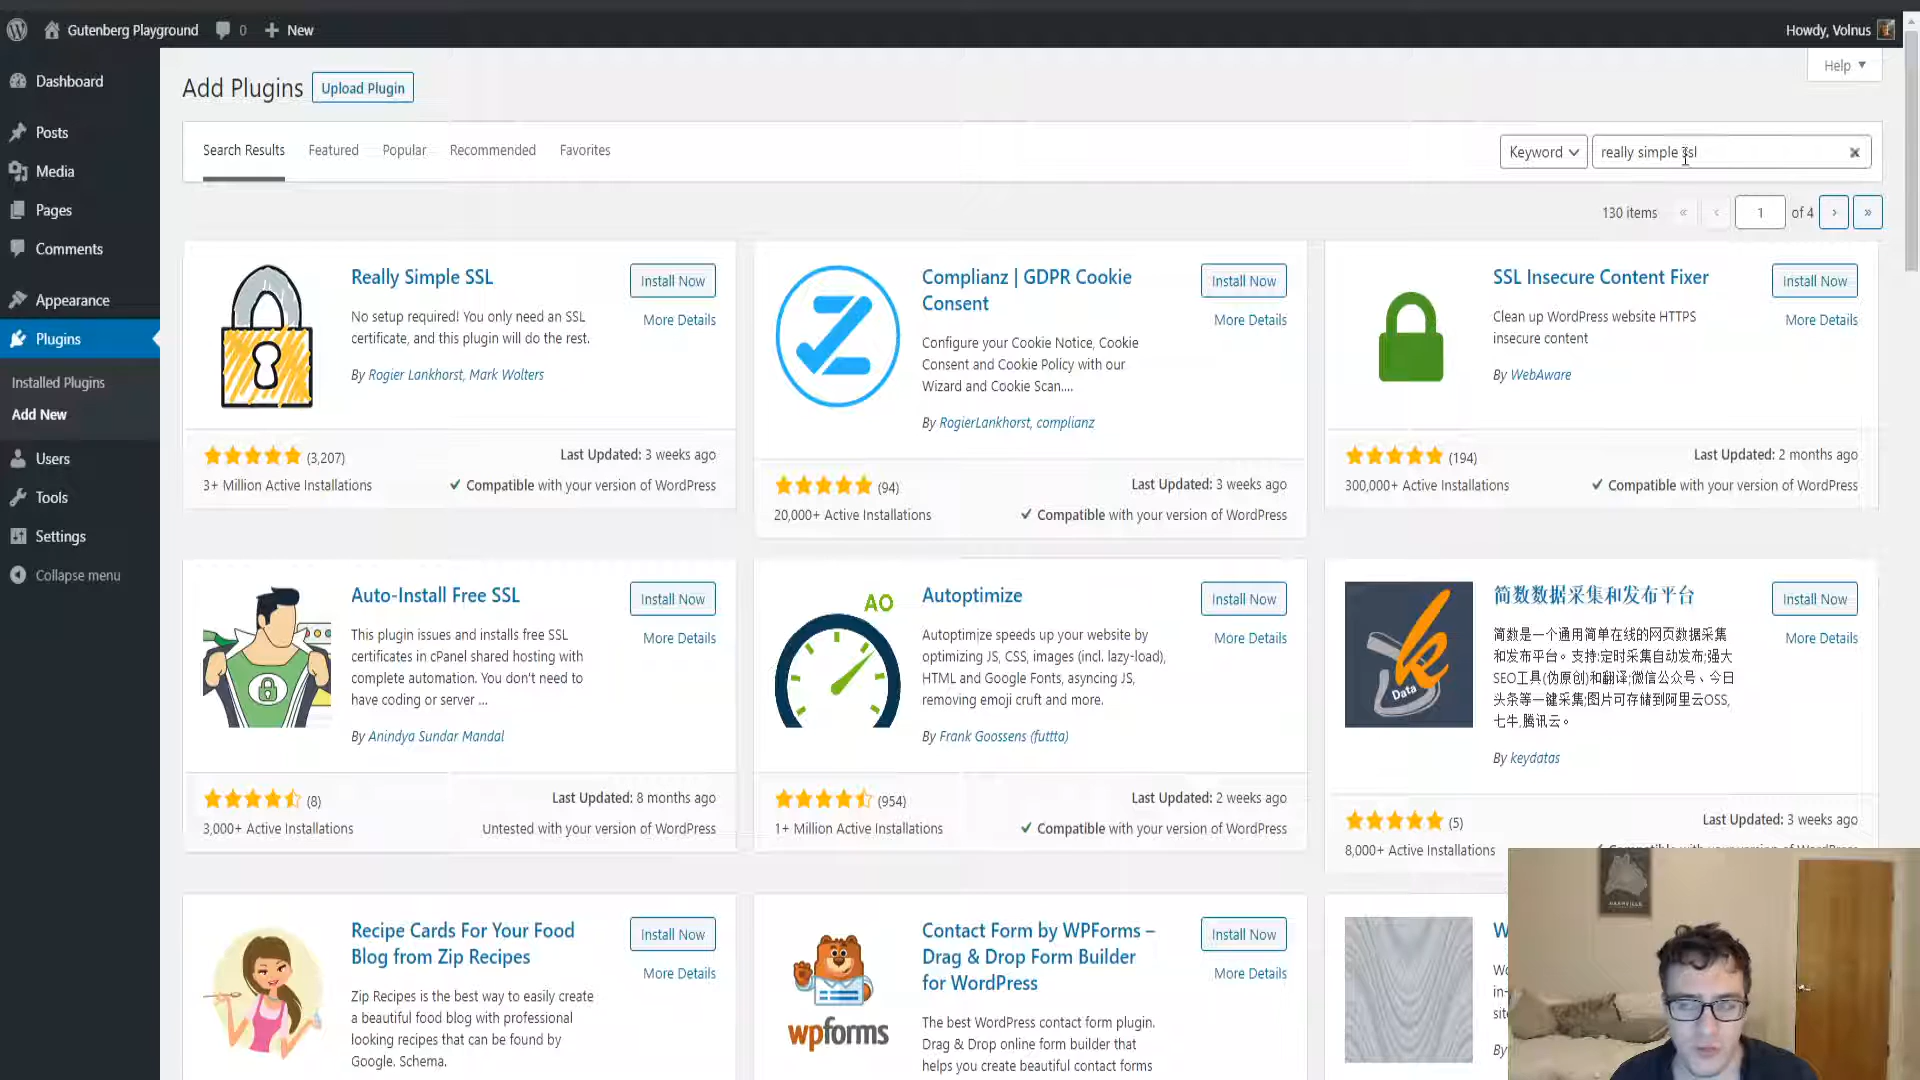 Gutenberg Playground 0 New
Howdy, Volnus
Dashboard
Posts
Media
Pages
Comments
Appearance
Plugins
Installed Plugins
Add New
Users
Tools
Settings
Collapse menu
Help
Add Plugins Upload Plugin
Search Results Featured Popular Recommended Favorites
Keyword really simple ssl
130 items « ‹ 1 of 4 › »
Really Simple SSL
Install Now
More Details
No setup required! You only need an SSL
certificate, and this plugin will do the rest.
By Rogier Lankhorst, Mark Wolters
(3,207)
Last Updated: 3 weeks ago
3+ Million Active Installations
Compatible with your version of WordPress
Complianz | GDPR Cookie
Consent
Install Now
More Details
Configure your Cookie Notice, Cookie
Consent and Cookie Policy with our
Wizard and Cookie Scan....
By RogierLankhorst, complianz
(94)
Last Updated: 3 weeks ago
20,000+ Active Installations
Compatible with your version of WordPress
SSL Insecure Content Fixer
Install Now
More Details
Clean up WordPress website HTTPS
insecure content
By WebAware
(194)
Last Updated: 2 months ago
300,000+ Active Installations
Compatible with your version of WordPress
Auto-Install Free SSL
Install Now
More Details
This plugin issues and installs free SSL
certificates in cPanel shared hosting with
complete automation. You don't need to
have coding or server ...
By Anindya Sundar Mandal
(8)
Last Updated: 8 months ago
3,000+ Active Installations
Untested with your version of WordPress
AO
Autoptimize
Install Now
More Details
Autoptimize speeds up your website by
optimizing JS, CSS, images (incl. lazy-load),
HTML and Google Fonts, asyncing JS,
removing emoji cruft and more.
By Frank Goossens (futtta)
(954)
Last Updated: 2 weeks ago
1+ Million Active Installations
Compatible with your version of WordPress
Data
简数数据采集和发布平台
Install Now
More Details
简数是一个通用简单在线的网页数据采集
和发布平台。支持:定时采集自动发布;强大
SEO工具(伪原创)和翻译;微信公众号、今日
头条等一键采集;图片可存储到阿里云OSS,
七牛,腾讯云。
By keydatas
(5)
Last Updated: 3 weeks ago
8,000+ Active Installations
Compatible with your version of WordPress
Recipe Cards For Your Food
Blog from Zip Recipes
Install Now
More Details
Zip Recipes is the best way to easily create
a beautiful food blog with professional
looking recipes that can be found by
Google. Schema.
wpforms
Contact Form by WPForms –
Drag & Drop Form Builder
for WordPress
Install Now
More Details
The best WordPress contact form plugin.
Drag & Drop online form builder that
helps you create beautiful contact forms
By
NASHVILLE